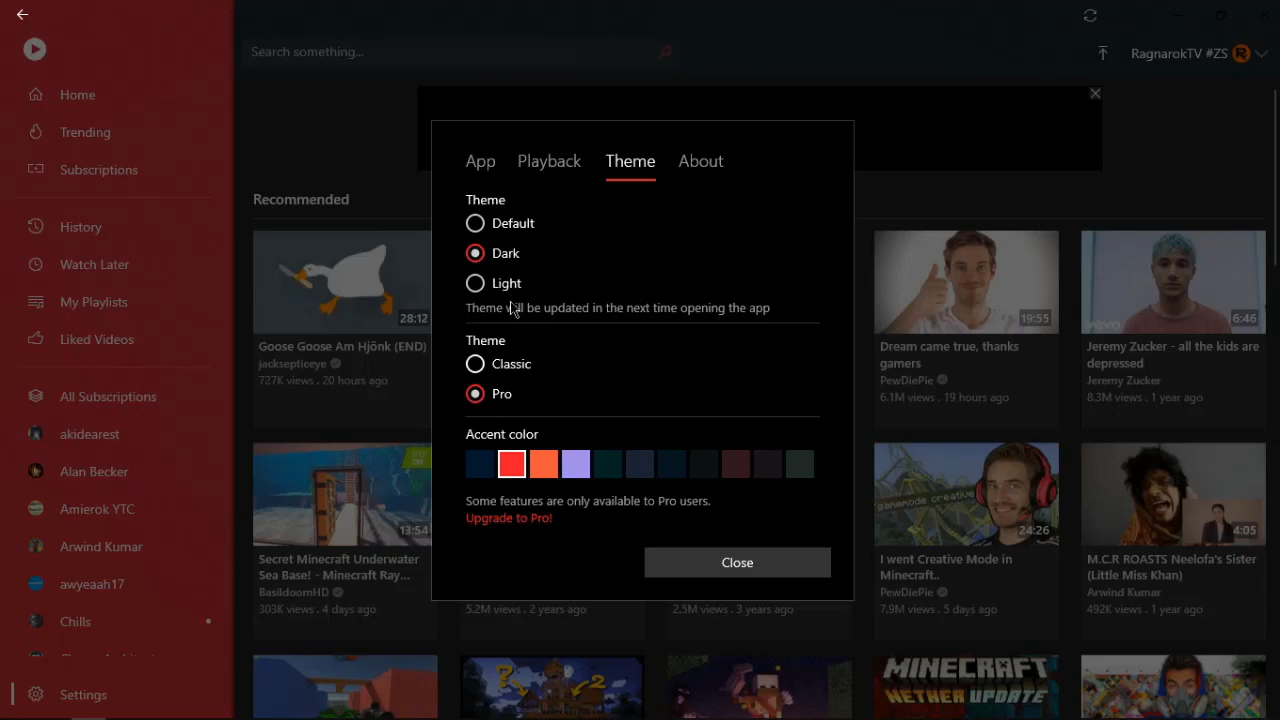 Search something...
RagnarokTV #ZS
Home
Trending
Subscriptions
History
Watch Later
My Playlists
Liked Videos
All Subscriptions
akidearest
Alan Becker
Amierok YTC
Arwind Kumar
awyeaah17
Chills
Settings
Recommended
28:12
Goose Goose Am Hjönk (END)
jacksepticeye
727K views . 20 hours ago
App Playback Theme About
Theme
Default
Dark
Light
Theme will be updated in the next time opening the app
Theme
Classic
Pro
Accent color
Some features are only available to Pro users.
Upgrade to Pro!
Close
19:55
Dream came true, thanks
gamers
PewDiePie
6.1M views . 19 hours ago
6:46
vevo
Jeremy Zucker - all the kids are
depressed
Jeremy Zucker
8.3M views . 1 year ago
13:54
Secret Minecraft Underwater
Sea Base! - Minecraft Ray...
BasildoomHD
303K views . 4 days ago
5.2M views . 2 years ago
2.5M views . 3 years ago
gamemode creative
24:26
I went Creative Mode in
Minecraft..
PewDiePie
7.9M views . 5 days ago
4:05
M.C.R ROASTS Neelofa's Sister
(Little Miss Khan)
Arwind Kumar
492K views . 1 year ago
MINECRAFT
NETHER UPDATE